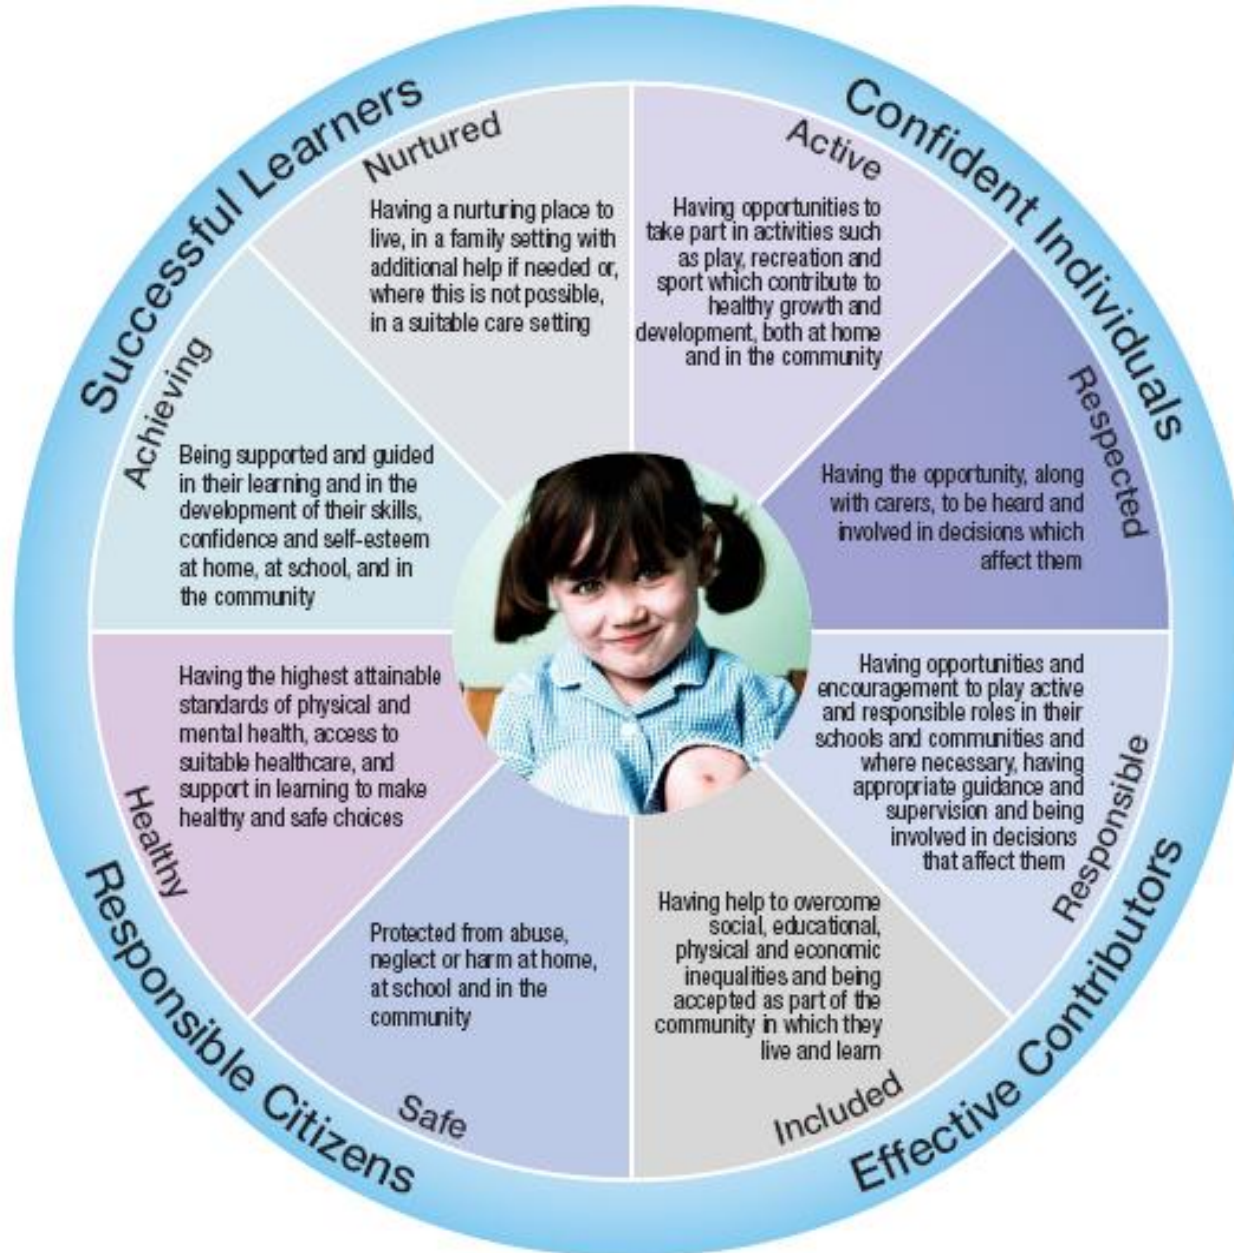 Successful Learners
Confident Individuals
Nurtured
Having a nurturing place to
live, in a family setting with
additional help if needed or,
where this is not possible,
in a suitable care setting
Active
Having opportunities to
take part in activities such
as play, recreation and
sport which contribute to
healthy growth and
development, both at home
and in the community
Achieving
Being supported and guided
in their learning and in the
development of their skills,
confidence and self-esteem
at home, at school, and in
the community
Respected
Having the opportunity, along
with carers, to be heard and
involved in decisions which
affect them
Healthy
Having the highest attainable
standards of physical and
mental health, access to
suitable healthcare, and
support in learning to make
healthy and safe choices
Responsible
Having opportunities and
encouragement to play active
and responsible roles in their
schools and communities and
where necessary, having
appropriate guidance and
supervision and being
involved in decisions
that affect them
Safe
Protected from abuse,
neglect or harm at home,
at school and in the
community
Included
Having help to overcome
social, educational,
physical and economic
inequalities and being
accepted as part of the
community in which they
live and learn
Responsible Citizens
Effective Contributors